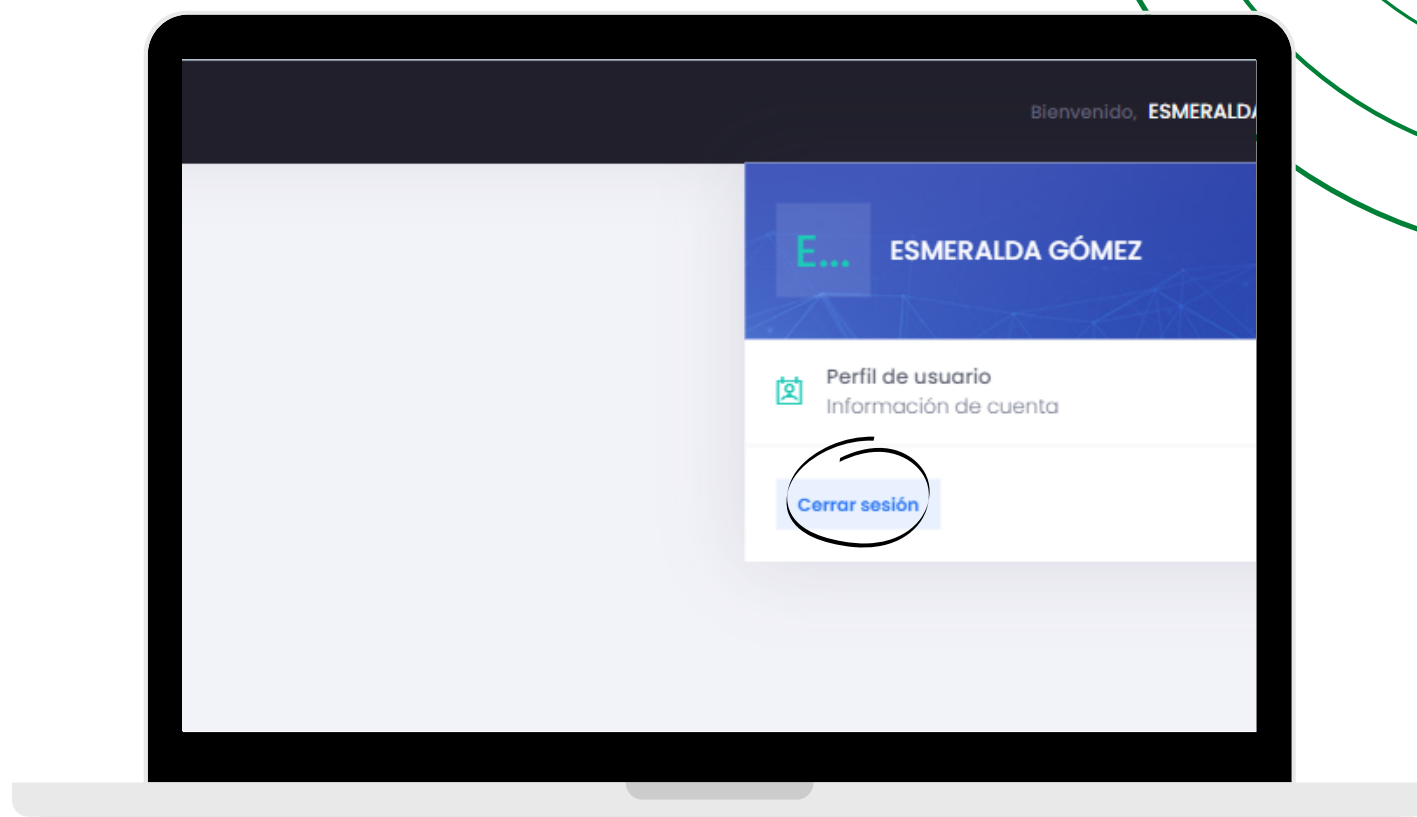 Bienvenido, ESMERALDA
E...
ESMERALDA GÓMEZ
Perfil de usuario
Información de cuenta
Cerrar sesión